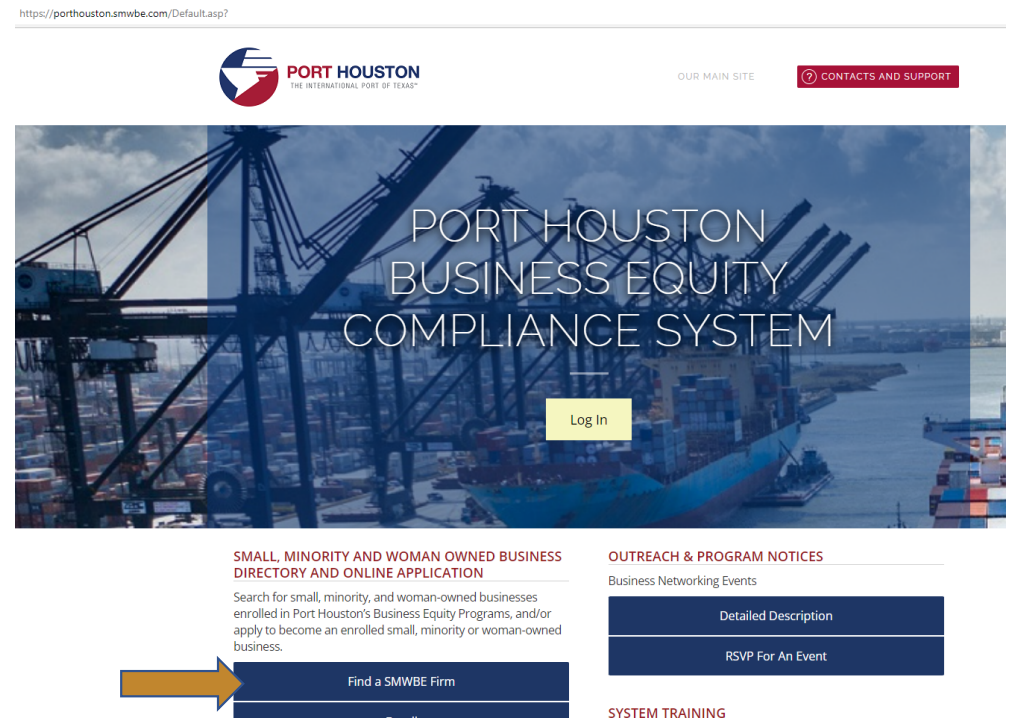 https://porthouston.smwbe.com/Default.asp?
PORT HOUSTON
THE INTERNATIONAL PORT OF TEXAS™
OUR MAIN SITE
? CONTACTS AND SUPPORT
PORT HOUSTON
BUSINESS EQUITY
COMPLIANCE SYSTEM
Log In
SMALL, MINORITY AND WOMAN OWNED BUSINESS
DIRECTORY AND ONLINE APPLICATION
Search for small, minority, and woman-owned businesses
enrolled in Port Houston's Business Equity Programs, and/or
apply to become an enrolled small, minority or woman-owned
business.
Find a SMWBE Firm
OUTREACH & PROGRAM NOTICES
Business Networking Events
Detailed Description
RSVP For An Event
SYSTEM TRAINING